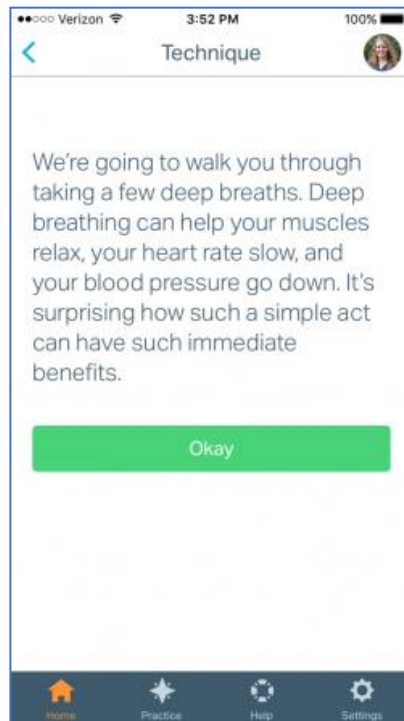 Verizon 3:52 PM 100%
Technique
We're going to walk you through
taking a few deep breaths. Deep
breathing can help your muscles
relax, your heart rate slow, and
your blood pressure go down. It's
surprising how such a simple act
can have such immediate
benefits.
Okay
Home Practice Help Settings